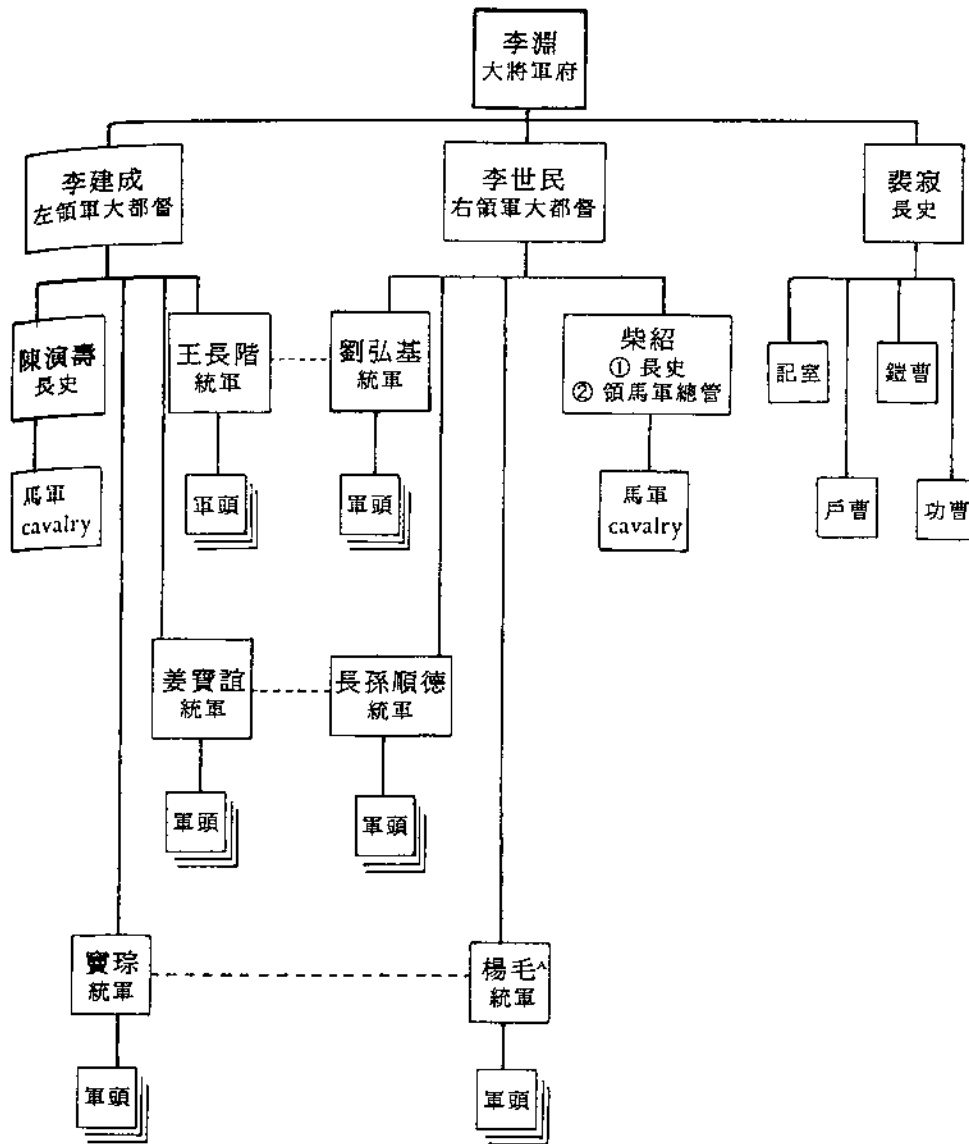 李淵
大將軍府
李建成
左領軍大都督
李世民
右領軍大都督
裴寂
長史
陳演壽
長史
王長階
統軍
劉弘基
統軍
柴紹
① 長史
② 領馬軍總管
記室
鎧曹
馬軍
cavalry
軍頭
軍頭
馬軍
cavalry
戶曹
功曹
姜寶誼
統軍
長孫順德
統軍
軍頭
軍頭
竇琮
統軍
楊毛A
統軍
軍頭
軍頭